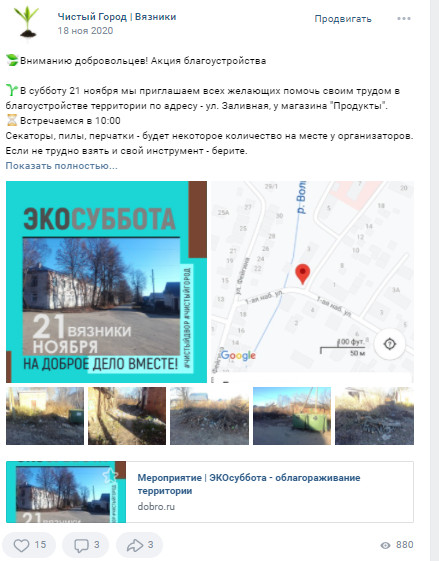 Чистый Город | Вязники
18 ноя 2020
Продвигать
Вниманию добровольцев! Акция благоустройства
В субботу 21 ноября мы приглашаем всех желающих помочь своим трудом в
благоустройстве территории по адресу - ул. Заливная, у магазина "Продукты".
Встречаемся в 10:00
Секаторы, пилы, перчатки - будет некоторое количество на месте у организаторов.
Если не трудно взять и свой инструмент - берите.
Показать полностью...
ЭКОСУББОТА
21 ВЯЗНИКИ
НОЯБРЯ
#ЧИСТЫЙДВОР #ЧИСТЫЙГОРОД
НА ДОБРОЕ ДЕЛО ВМЕСТЕ!
р. Вол
ул. Фейгина
1-ая наб. ул.
1-ая наб. ул.
Google
100 фут.
50 м
Мероприятие | ЭКОсуббота - облагораживание
территории
dobro.ru
15
3
3
880